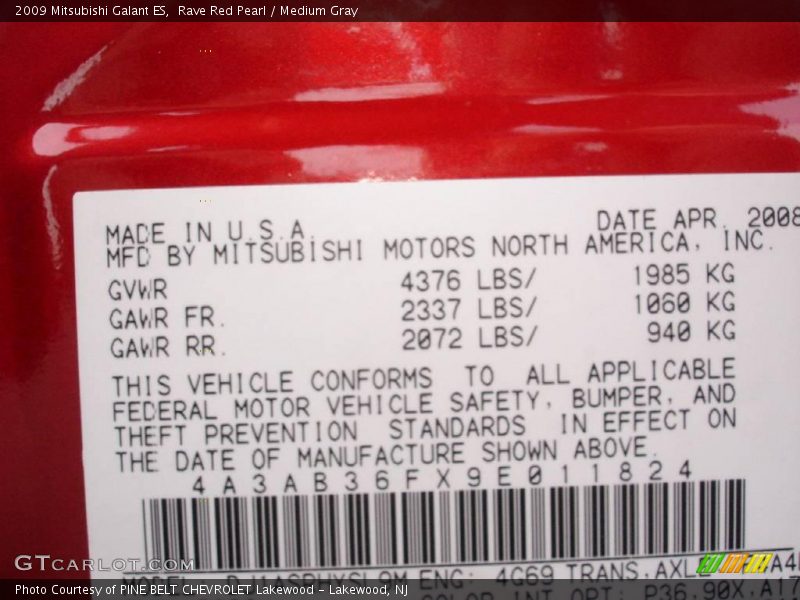 2009 Mitsubishi Galant ES, Rave Red Pearl / Medium Gray
MADE IN U.S.A. DATE APR. 2008
MFD BY MITSUBISHI MOTORS NORTH AMERICA, INC.
GVWR 4376 LBS/ 1985 KG
GAWR FR. 2337 LBS/ 1060 KG
GAWR RR. 2072 LBS/ 940 KG
THIS VEHICLE CONFORMS TO ALL APPLICABLE
FEDERAL MOTOR VEHICLE SAFETY, BUMPER, AND
THEFT PREVENTION STANDARDS IN EFFECT ON
THE DATE OF MANUFACTURE SHOWN ABOVE.
4A3AB36FX9E011824
GTCARLOT.COM
ENG: 4G69 TRANS.
Photo Courtesy of PINE BELT CHEVROLET Lakewood - Lakewood, NJ